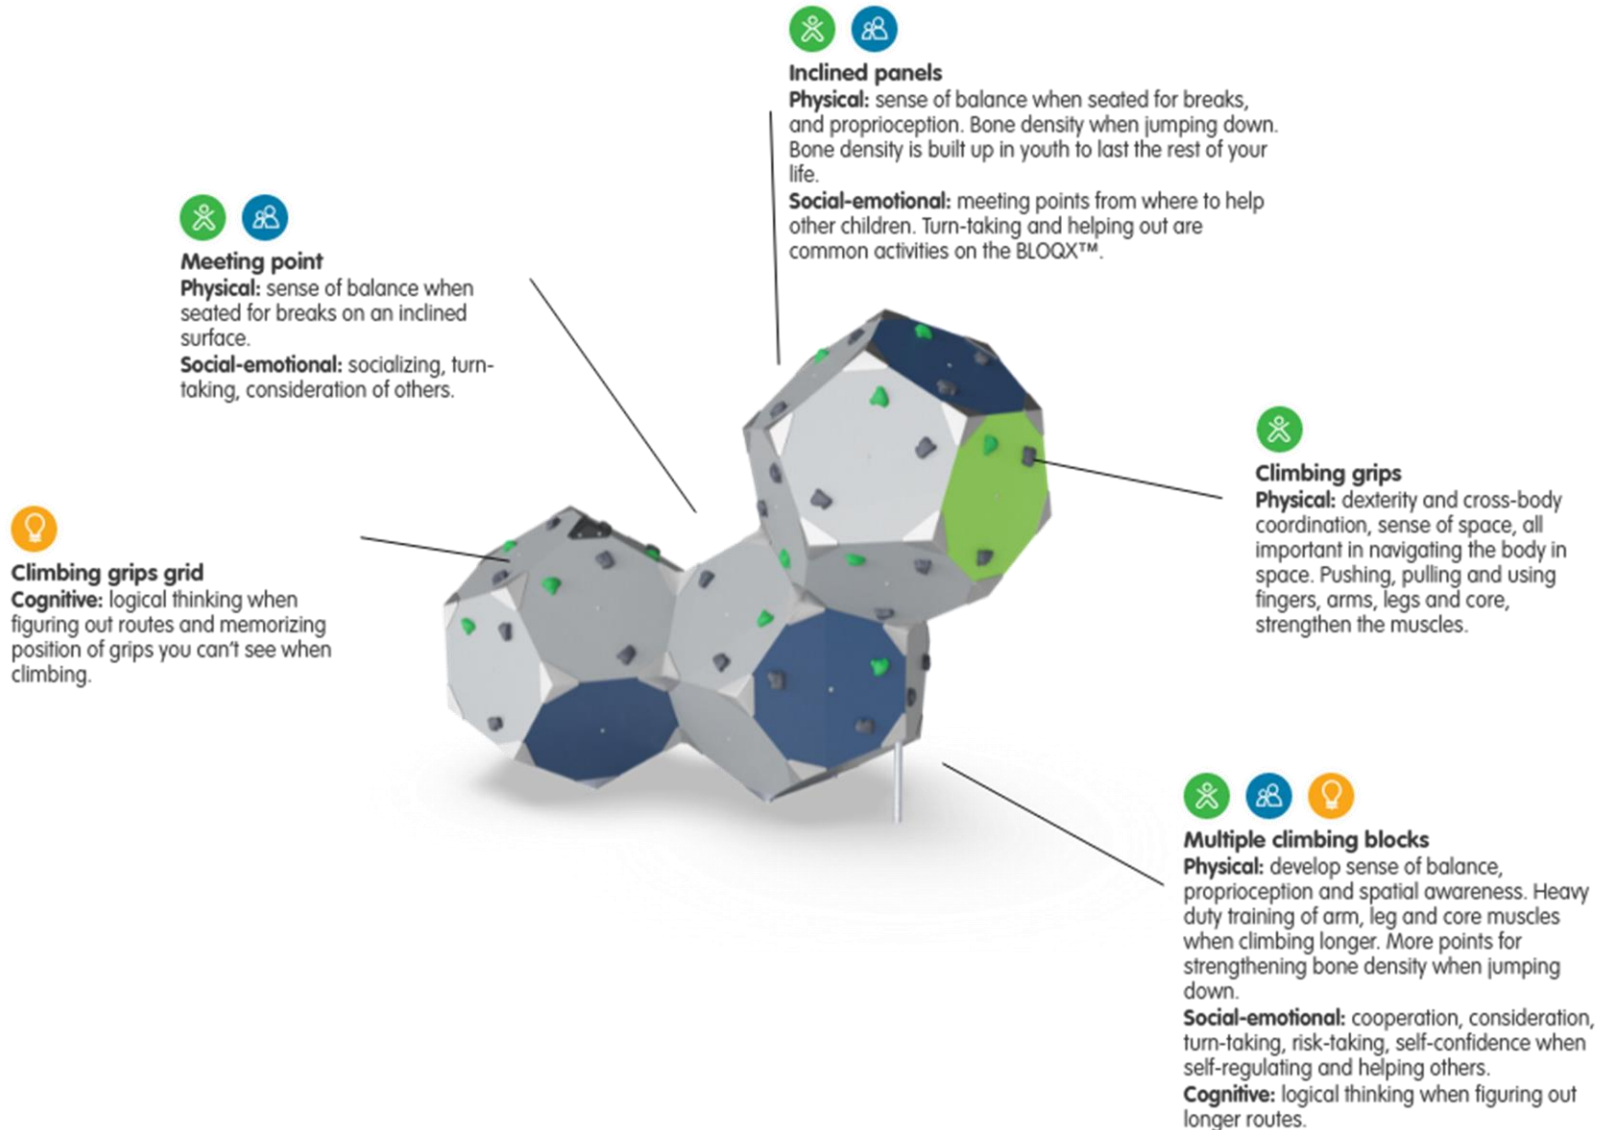 Inclined panels
Physical: sense of balance when seated for breaks,
and proprioception. Bone density when jumping down.
Bone density is built up in youth to last the rest of your
life.
Social-emotional: meeting points from where to help
other children. Turn-taking and helping out are
common activities on the BLOQX™.
Meeting point
Physical: sense of balance when
seated for breaks on an inclined
surface.
Social-emotional: socializing, turn-
taking, consideration of others.
Climbing grips
Physical: dexterity and cross-body
coordination, sense of space, all
important in navigating the body in
space. Pushing, pulling and using
fingers, arms, legs and core,
strengthen the muscles.
Climbing grips grid
Cognitive: logical thinking when
figuring out routes and memorizing
position of grips you can't see when
climbing.
Multiple climbing blocks
Physical: develop sense of balance,
proprioception and spatial awareness. Heavy
duty training of arm, leg and core muscles
when climbing longer. More points for
strengthening bone density when jumping
down.
Social-emotional: cooperation, consideration,
turn-taking, risk-taking, self-confidence when
self-regulating and helping others.
Cognitive: logical thinking when figuring out
longer routes.